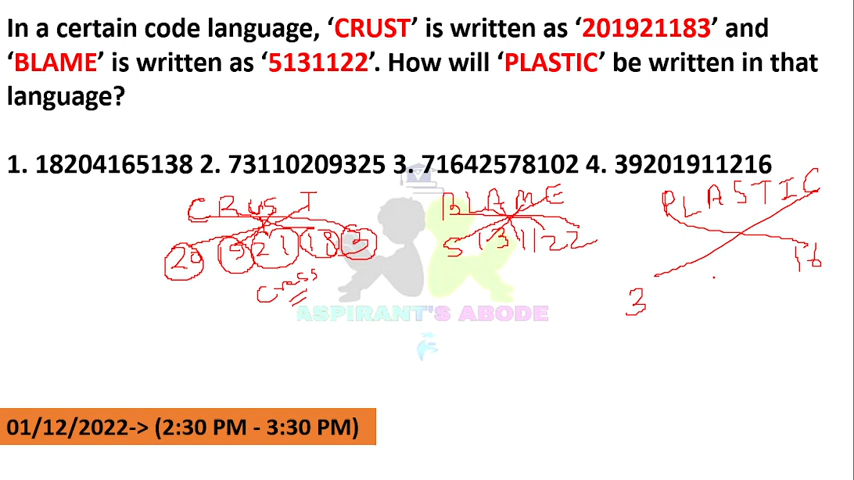 In a certain code language, ‘CRUST’ is written as ‘201921183’ and
‘BLAME’ is written as ‘5131122’. How will ‘PLASTIC’ be written in that
language?
1. 18204165138 2. 73110209325 3. 71642578102 4. 39201911216
CRUST BLAME PLASTIC
20 19 21 18 3 5 13 1 12 2 16
Cross 3
ASPIRANT'S ABODE
01/12/2022-> (2:30 PM - 3:30 PM)